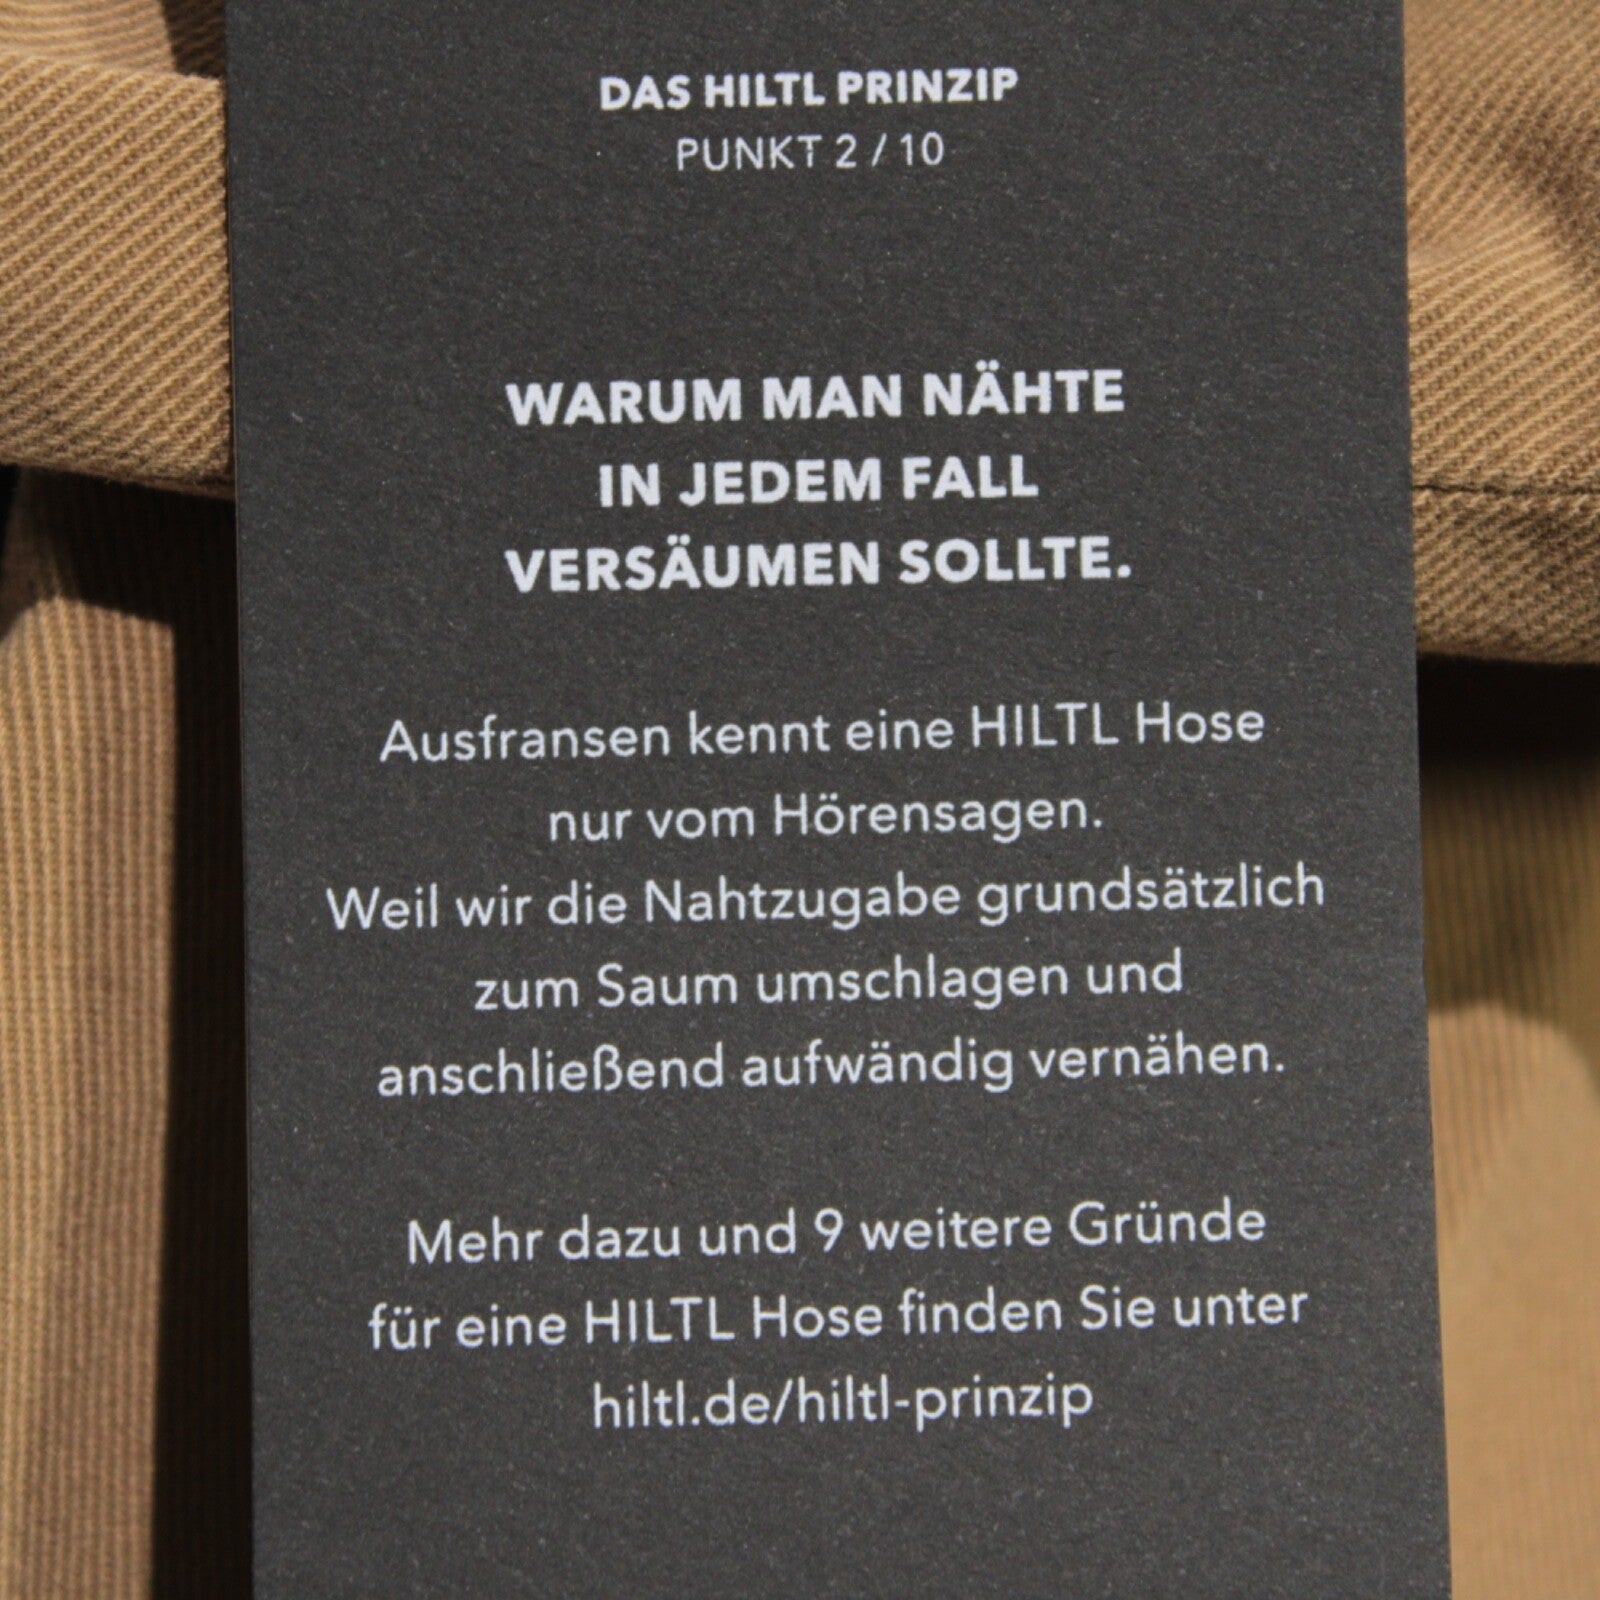 DAS HILTL PRINZIP
PUNKT 2 / 10
WARUM MAN NÄHTE
IN JEDEM FALL
VERSÄUMEN SOLLTE.
Ausfransen kennt eine HILTL Hose
nur vom Hörensagen.
Weil wir die Nahtzugabe grundsätzlich
zum Saum umschlagen und
anschließend aufwändig vernähen.
Mehr dazu und 9 weitere Gründe
für eine HILTL Hose finden Sie unter
hiltl.de/hiltl-prinzip